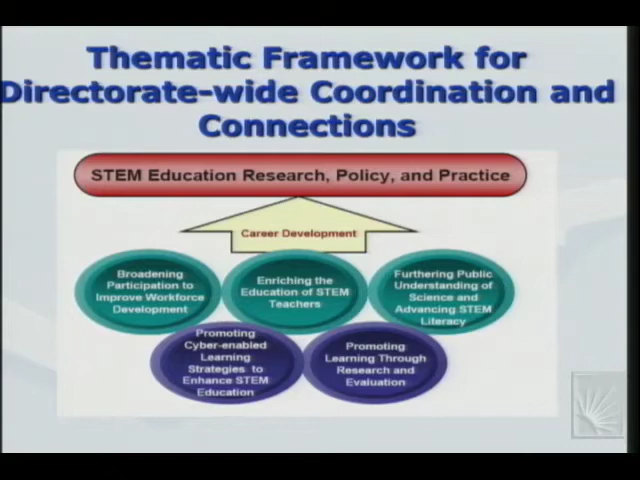 Thematic Framework for
Directorate-wide Coordination and
Connections
STEM Education Research, Policy, and Practice
Career Development
Broadening
Participation to
Improve Workforce
Development
Enriching the
Education of STEM
Teachers
Furthering Public
Understanding of
Science and
Advancing STEM
Literacy
Promoting
Cyber-enabled
Learning
Strategies to
Enhance STEM
Education
Promoting
Learning Through
Research and
Evaluation